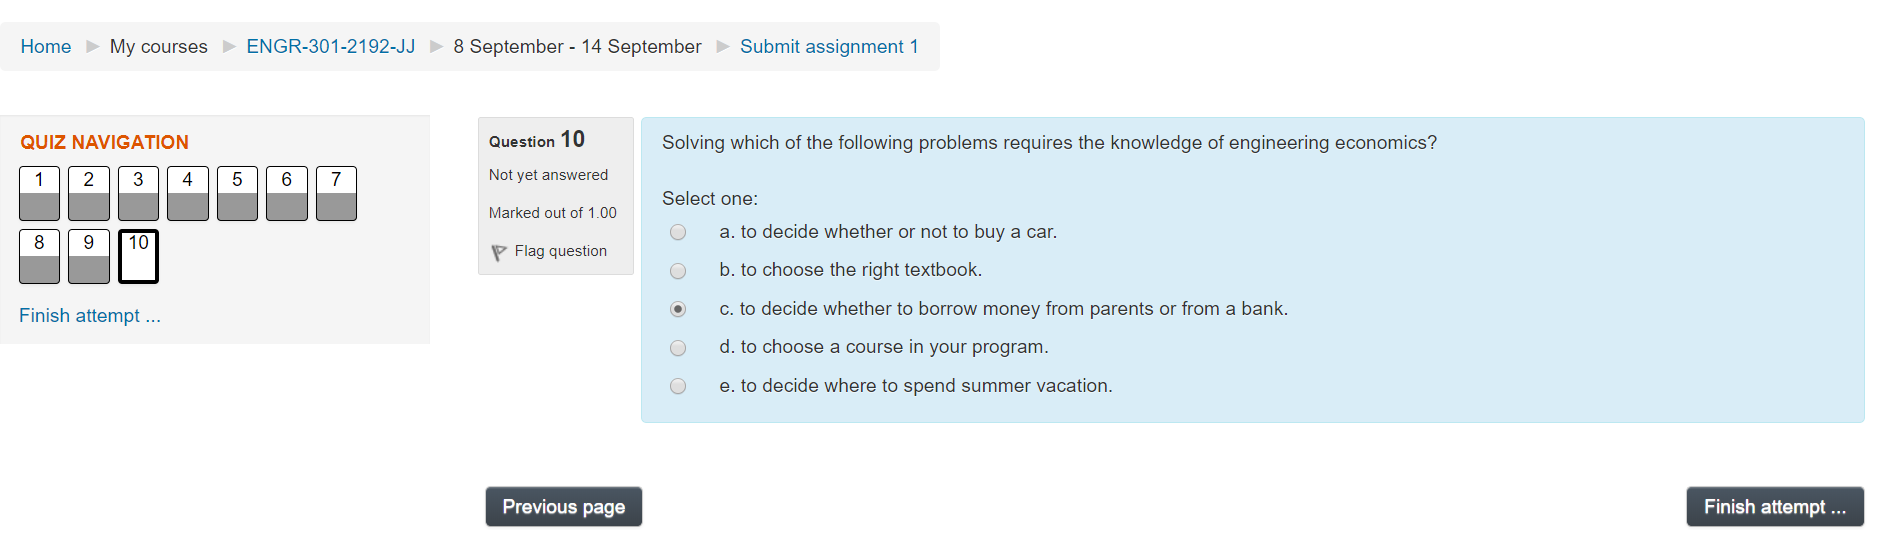 Home ► My courses ► ENGR-301-2192-JJ ► 8 September - 14 September ► Submit assignment 1
QUIZ NAVIGATION
1 2 3 4 5 6 7
8 9 10
Finish attempt ...
Question 10
Not yet answered
Marked out of 1.00
Flag question
Solving which of the following problems requires the knowledge of engineering economics?
Select one:
a. to decide whether or not to buy a car.
b. to choose the right textbook.
c. to decide whether to borrow money from parents or from a bank.
d. to choose a course in your program.
e. to decide where to spend summer vacation.
Previous page
Finish attempt ...